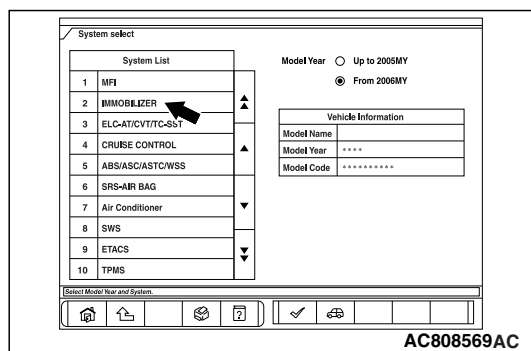 System select
System List
1 MFI
2 IMMOBILIZER
3 ELC-AT/CVT/TC-SST
4 CRUISE CONTROL
5 ABS/ASC/ASTC/WSS
6 SRS-AIR BAG
7 Air Conditioner
8 SWS
9 ETACS
10 TPMS
Model Year Up to 2005MY
From 2006MY
Vehicle Information
Model Name
Model Year ****
Model Code **********
Select Model Year and System.
?
AC808569AC